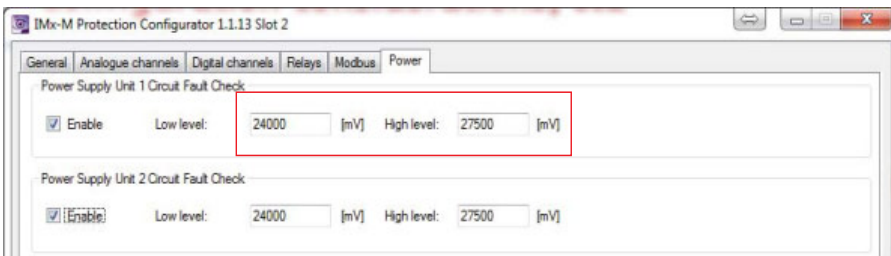 IMx-M Protection Configurator 1.1.13 Slot 2
General Analogue channels Digital channels Relays Modbus Power
Power Supply Unit 1 Circuit Fault Check
Enable Low level: 24000 [mV] High level: 27500 [mV]
Power Supply Unit 2 Circuit Fault Check
Enable Low level: 24000 [mV] High level: 27500 [mV]